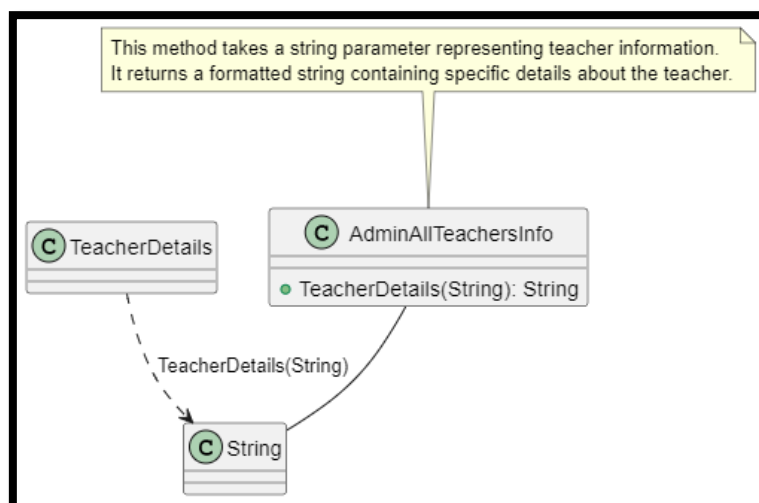 This method takes a string parameter representing teacher information.
It returns a formatted string containing specific details about the teacher.
C TeacherDetails
C AdminAllTeachersInfo
TeacherDetails(String): String
TeacherDetails(String)
C String